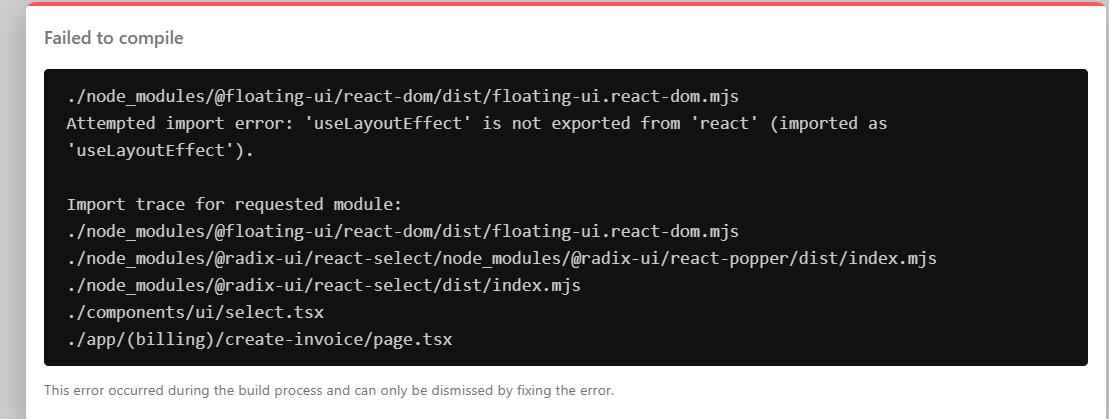 Failed to compile
./node_modules/@floating-ui/react-dom/dist/floating-ui.react-dom.mjs
Attempted import error: 'useLayoutEffect' is not exported from 'react' (imported as
'useLayoutEffect').
Import trace for requested module:
./node_modules/@floating-ui/react-dom/dist/floating-ui.react-dom.mjs
./node_modules/@radix-ui/react-select/node_modules/@radix-ui/react-popper/dist/index.mjs
./node_modules/@radix-ui/react-select/dist/index.mjs
./components/ui/select.tsx
./app/(billing)/create-invoice/page.tsx
This error occurred during the build process and can only be dismissed by fixing the error.